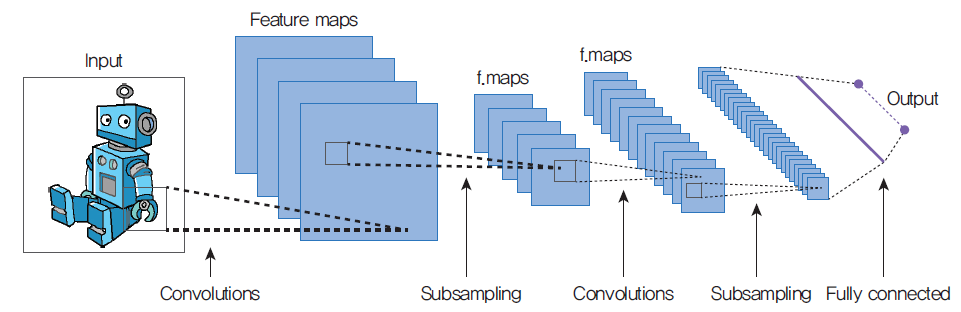 Feature maps
Input
f.maps
f.maps
Output
Convolutions
Subsampling
Convolutions
Subsampling
Fully connected